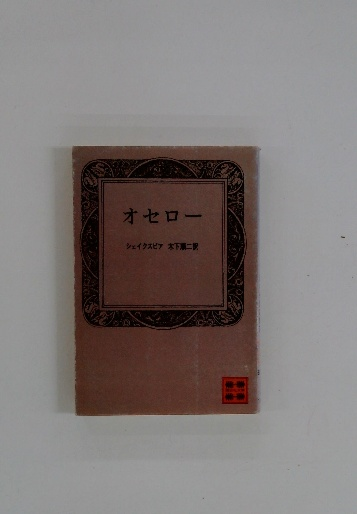 オセロー
シェイクスピア 木下順二訳